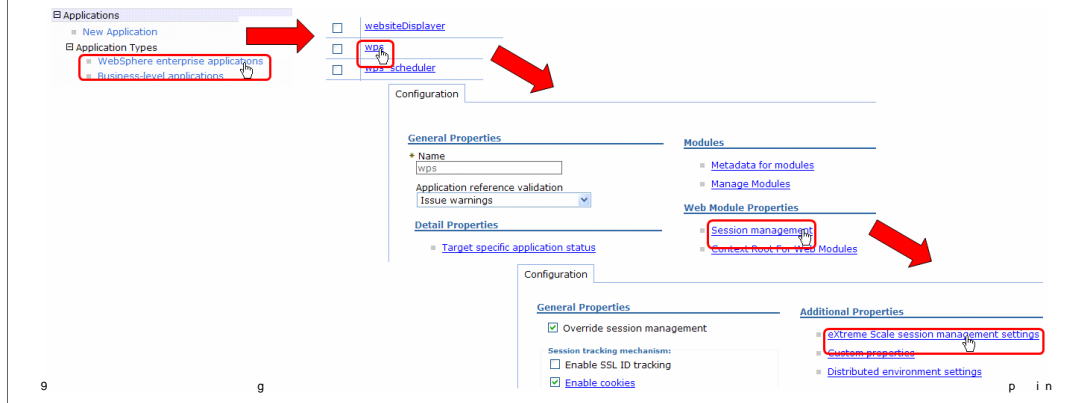 Applications
New Application
Application Types
WebSphere enterprise applications
Business-level applications
websiteDisplayer
wps
wps_scheduler
Configuration
General Properties
* Name
wps
Application reference validation
Issue warnings
Detail Properties
Target specific application status
Modules
Metadata for modules
Manage Modules
Web Module Properties
Session management
Context Root For Web Modules
Configuration
General Properties
Override session management
Session tracking mechanism:
Enable SSL ID tracking
Enable cookies
Additional Properties
eXtreme Scale session management settings
Custom properties
Distributed environment settings
9 g p i n